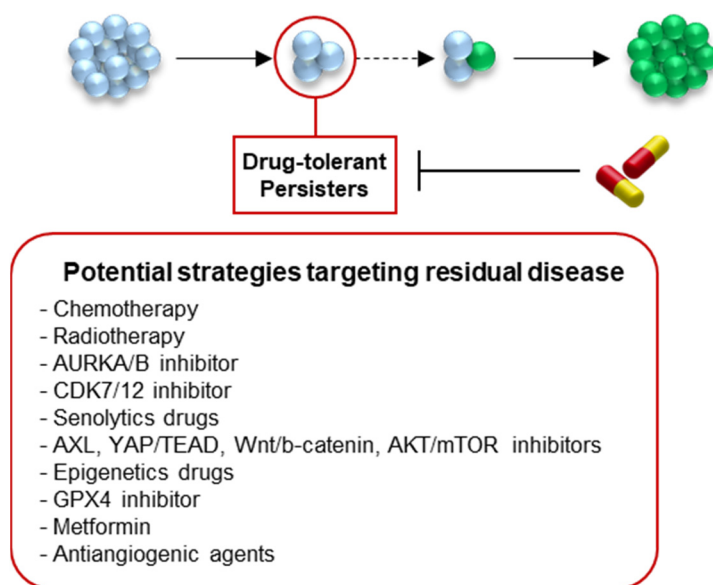 Drug-tolerant
Persisters
Potential strategies targeting residual disease
- Chemotherapy
- Radiotherapy
- AURKA/B inhibitor
- CDK7/12 inhibitor
- Senolytics drugs
- AXL, YAP/TEAD, Wnt/b-catenin, AKT/mTOR inhibitors
- Epigenetics drugs
- GPX4 inhibitor
- Metformin
- Antiangiogenic agents